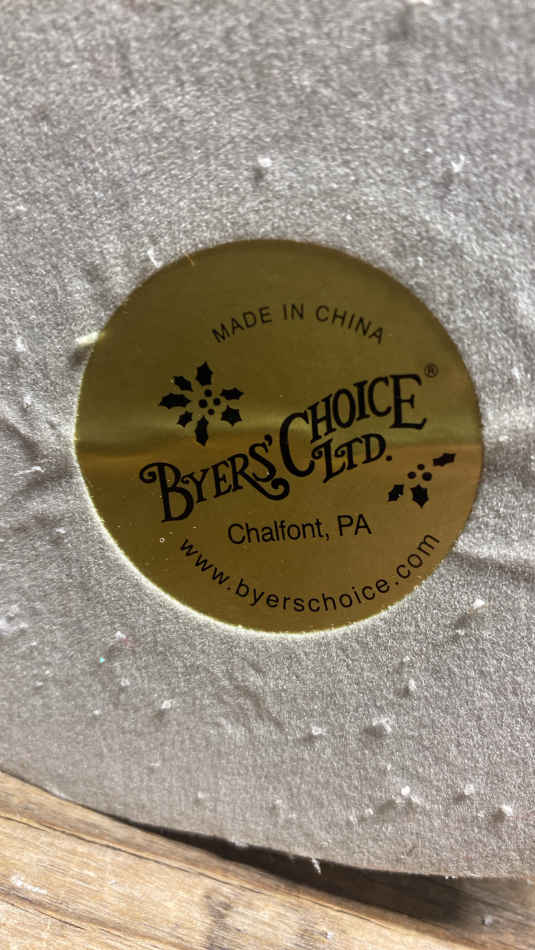 MADE IN CHINA
BYERS' CHOICE®
LTD.
Chalfont, PA
www.byerschoice.com